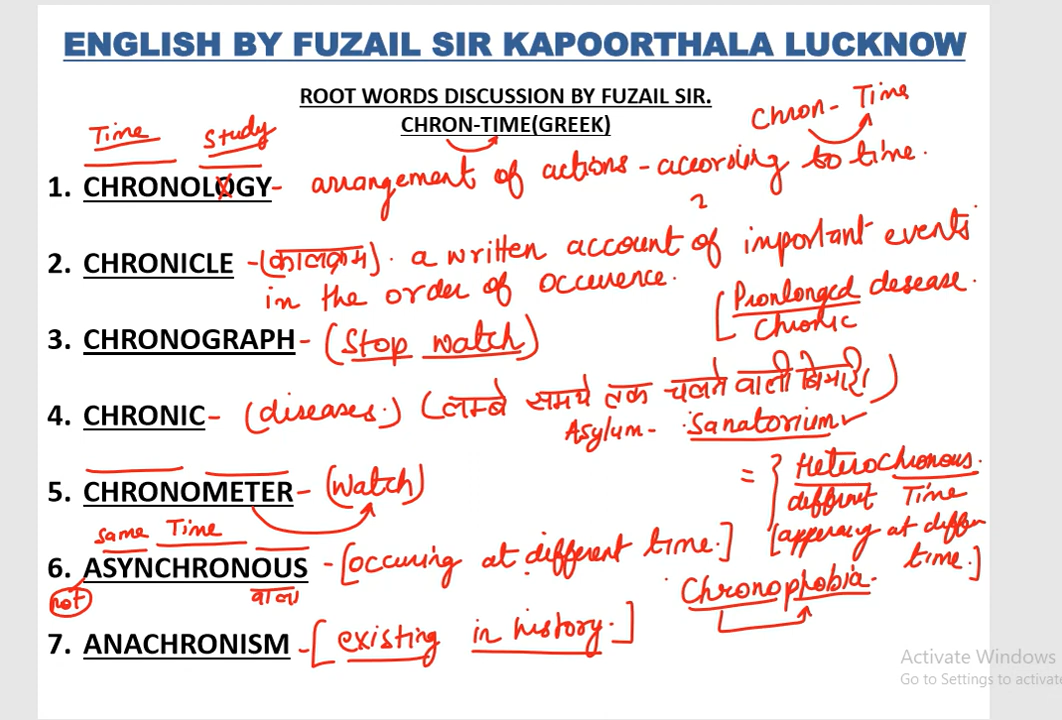 ENGLISH BY FUZAIL SIR KAPOORTHALA LUCKNOW
ROOT WORDS DISCUSSION BY FUZAIL SIR.
CHRON-TIME(GREEK)
Chron- Time
Time Study
1. CHRONOLOGY- arrangement of actions - according to time.
2. CHRONICLE -(कालक्रम). a written account of important events
in the order of occurence.
[Pronlonged desease.
Chronic
3. CHRONOGRAPH- (Stop watch)
4. CHRONIC- (diseases.) (लम्बे समये तक चलते वाली बिमारी)
Asylum- Sanatorium
5. CHRONOMETER- (watch)
= { Heterochronous.
different Time
[appearing at differ
time.]
same Time
6. ASYNCHRONOUS -[occuring at different time.]
not वाला
Chronophobia.
7. ANACHRONISM -[existing in history.]
Activate Windows
Go to Settings to activate